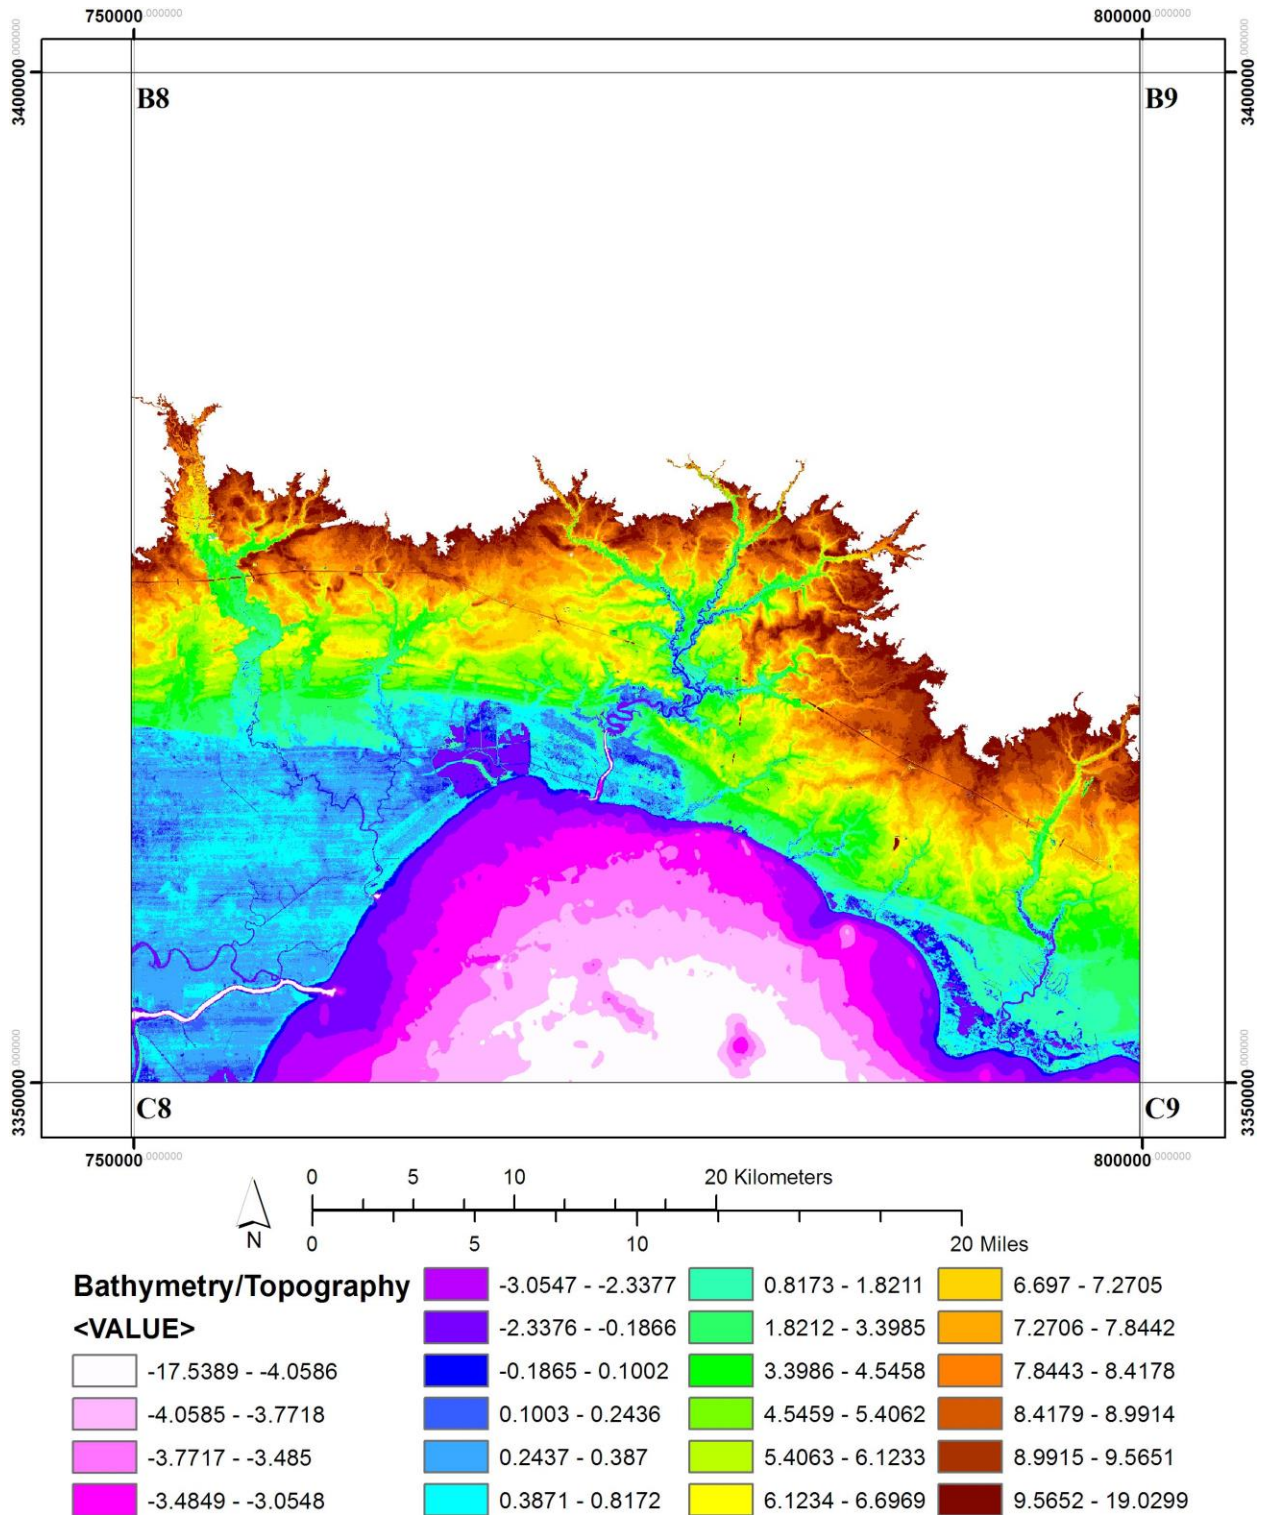 750000.000000
800000.000000
3400000.000000
3400000.000000
B8
B9
3350000.000000
3350000.000000
C8
C9
750000.000000
800000.000000
0 5 10 20 Kilometers
N
0 5 10 20 Miles
Bathymetry/Topography
<VALUE>
-17.5389 - -4.0586
-4.0585 - -3.7718
-3.7717 - -3.485
-3.4849 - -3.0548
-3.0547 - -2.3377
-2.3376 - -0.1866
-0.1865 - 0.1002
0.1003 - 0.2436
0.2437 - 0.387
0.3871 - 0.8172
0.8173 - 1.8211
1.8212 - 3.3985
3.3986 - 4.5458
4.5459 - 5.4062
5.4063 - 6.1233
6.1234 - 6.6969
6.697 - 7.2705
7.2706 - 7.8442
7.8443 - 8.4178
8.4179 - 8.9914
8.9915 - 9.5651
9.5652 - 19.0299